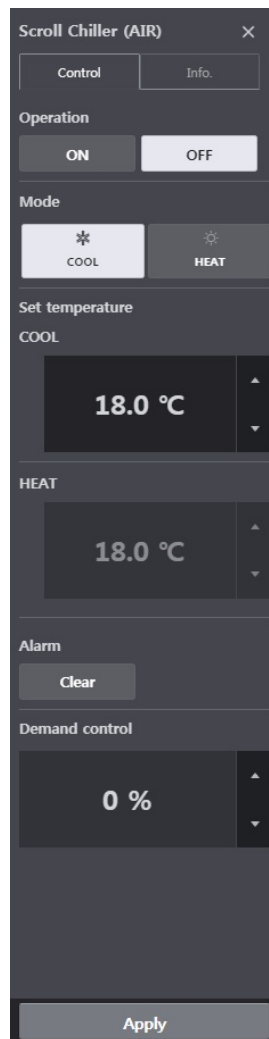 Scroll Chiller (AIR)
Control Info.
Operation
ON OFF
Mode
COOL HEAT
Set temperature
COOL
18.0 ℃
HEAT
18.0 ℃
Alarm
Clear
Demand control
0 %
Apply